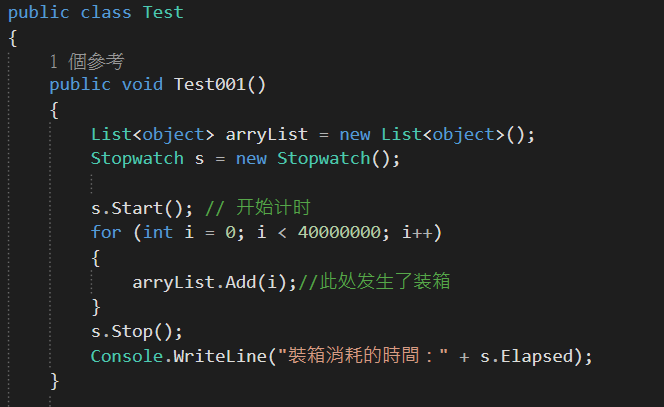 public class Test
{
1 個參考
public void Test001()
{
List<object> arryList = new List<object>();
Stopwatch s = new Stopwatch();
s.Start(); // 开始计时
for (int i = 0; i < 40000000; i++)
{
arryList.Add(i);//此处发生了装箱
}
s.Stop();
Console.WriteLine("裝箱消耗的時間：" + s.Elapsed);
}